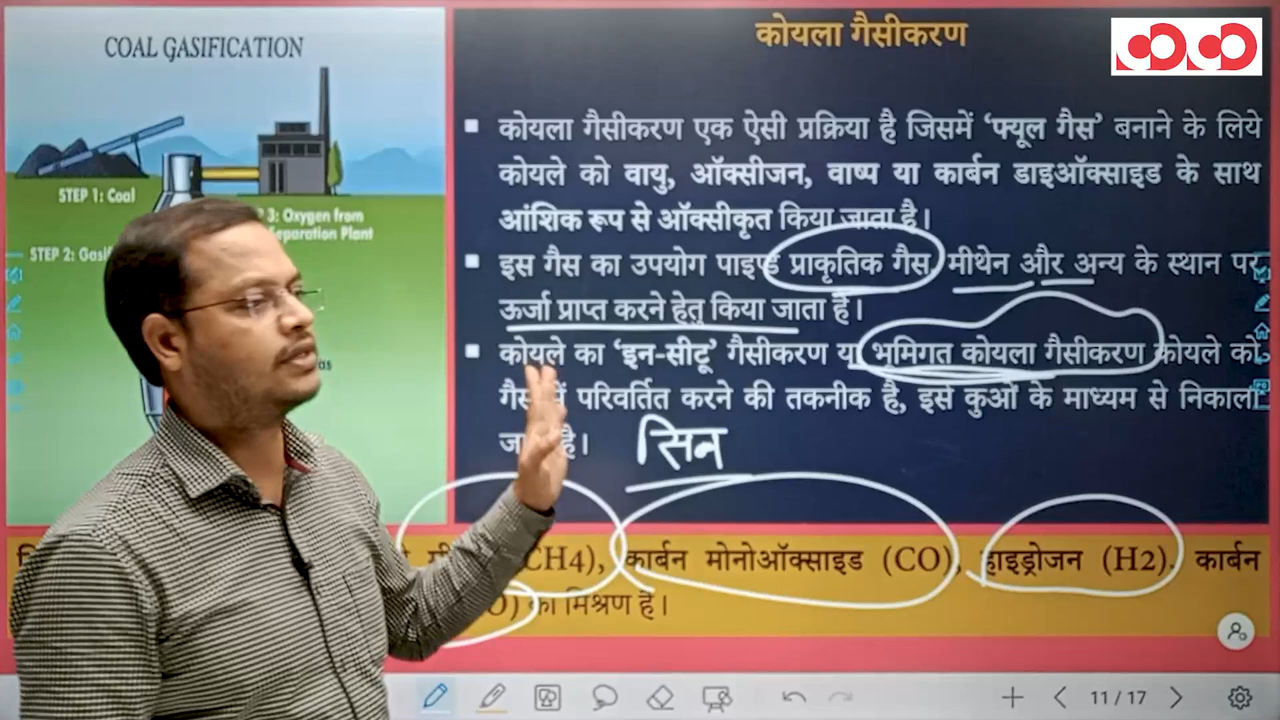 COAL GASIFICATION
STEP 1: Coal
3: Oxygen from
Separation Plant
STEP 2:
कोयला गैसीकरण
▪ कोयला गैसीकरण एक ऐसी प्रक्रिया है जिसमें ‘फ्यूल गैस’ बनाने के लिये
कोयले को वायु, ऑक्सीजन, वाष्प या कार्बन डाइऑक्साइड के साथ
आंशिक रूप से ऑक्सीकृत किया जाता है।
▪ इस गैस का उपयोग पाइप्ड प्राकृतिक गैस, मीथेन और अन्य के स्थान पर
ऊर्जा प्राप्त करने हेतु किया जाता है।
▪ कोयले का ‘इन-सीटू’ गैसीकरण या भूमिगत कोयला गैसीकरण कोयले को
गैस में परिवर्तित करने की तकनीक है, इसे कुओं के माध्यम से निकाला
है।
सिन
CH4), कार्बन मोनोऑक्साइड (CO), हाइड्रोजन (H2), कार्बन
O) का मिश्रण है।
11 / 17